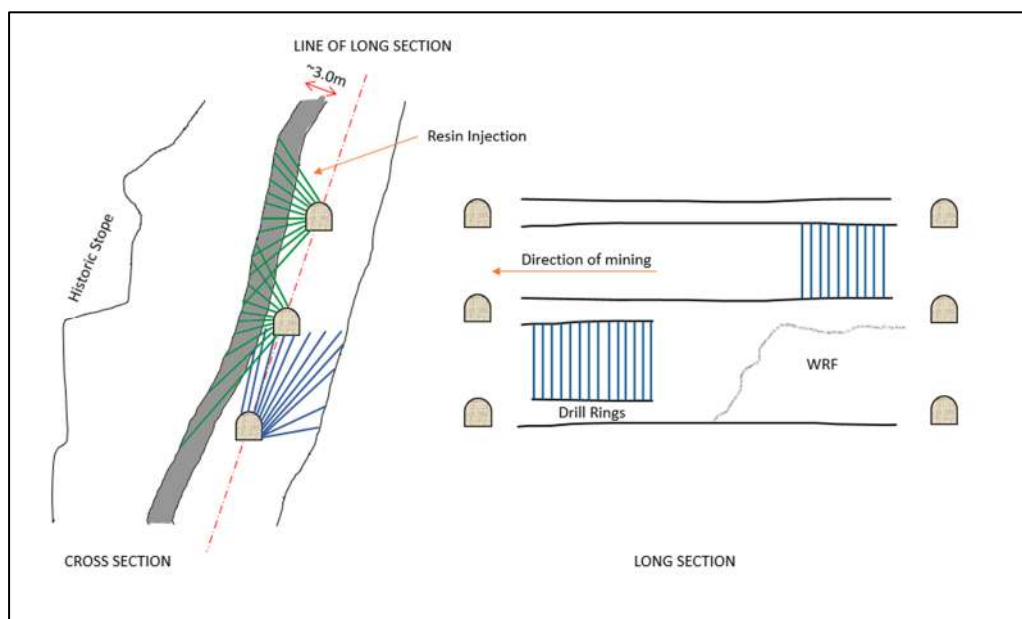 LINE OF LONG SECTION
~3.0m
Resin Injection
Historic Stope
Direction of mining
WRF
Drill Rings
CROSS SECTION
LONG SECTION